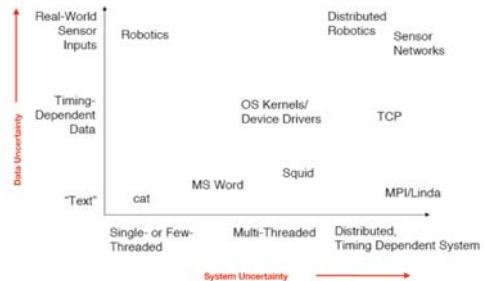 Real-World
Sensor
Inputs
Robotics
Distributed
Robotics
Sensor
Networks
Timing-
Dependent
Data
OS Kernels/
Device Drivers
TCP
Data Uncertainty
Squid
MS Word
MPI/Linda
"Text"
cat
Single- or Few-
Threaded
Multi-Threaded
Distributed,
Timing Dependent System
System Uncertainty